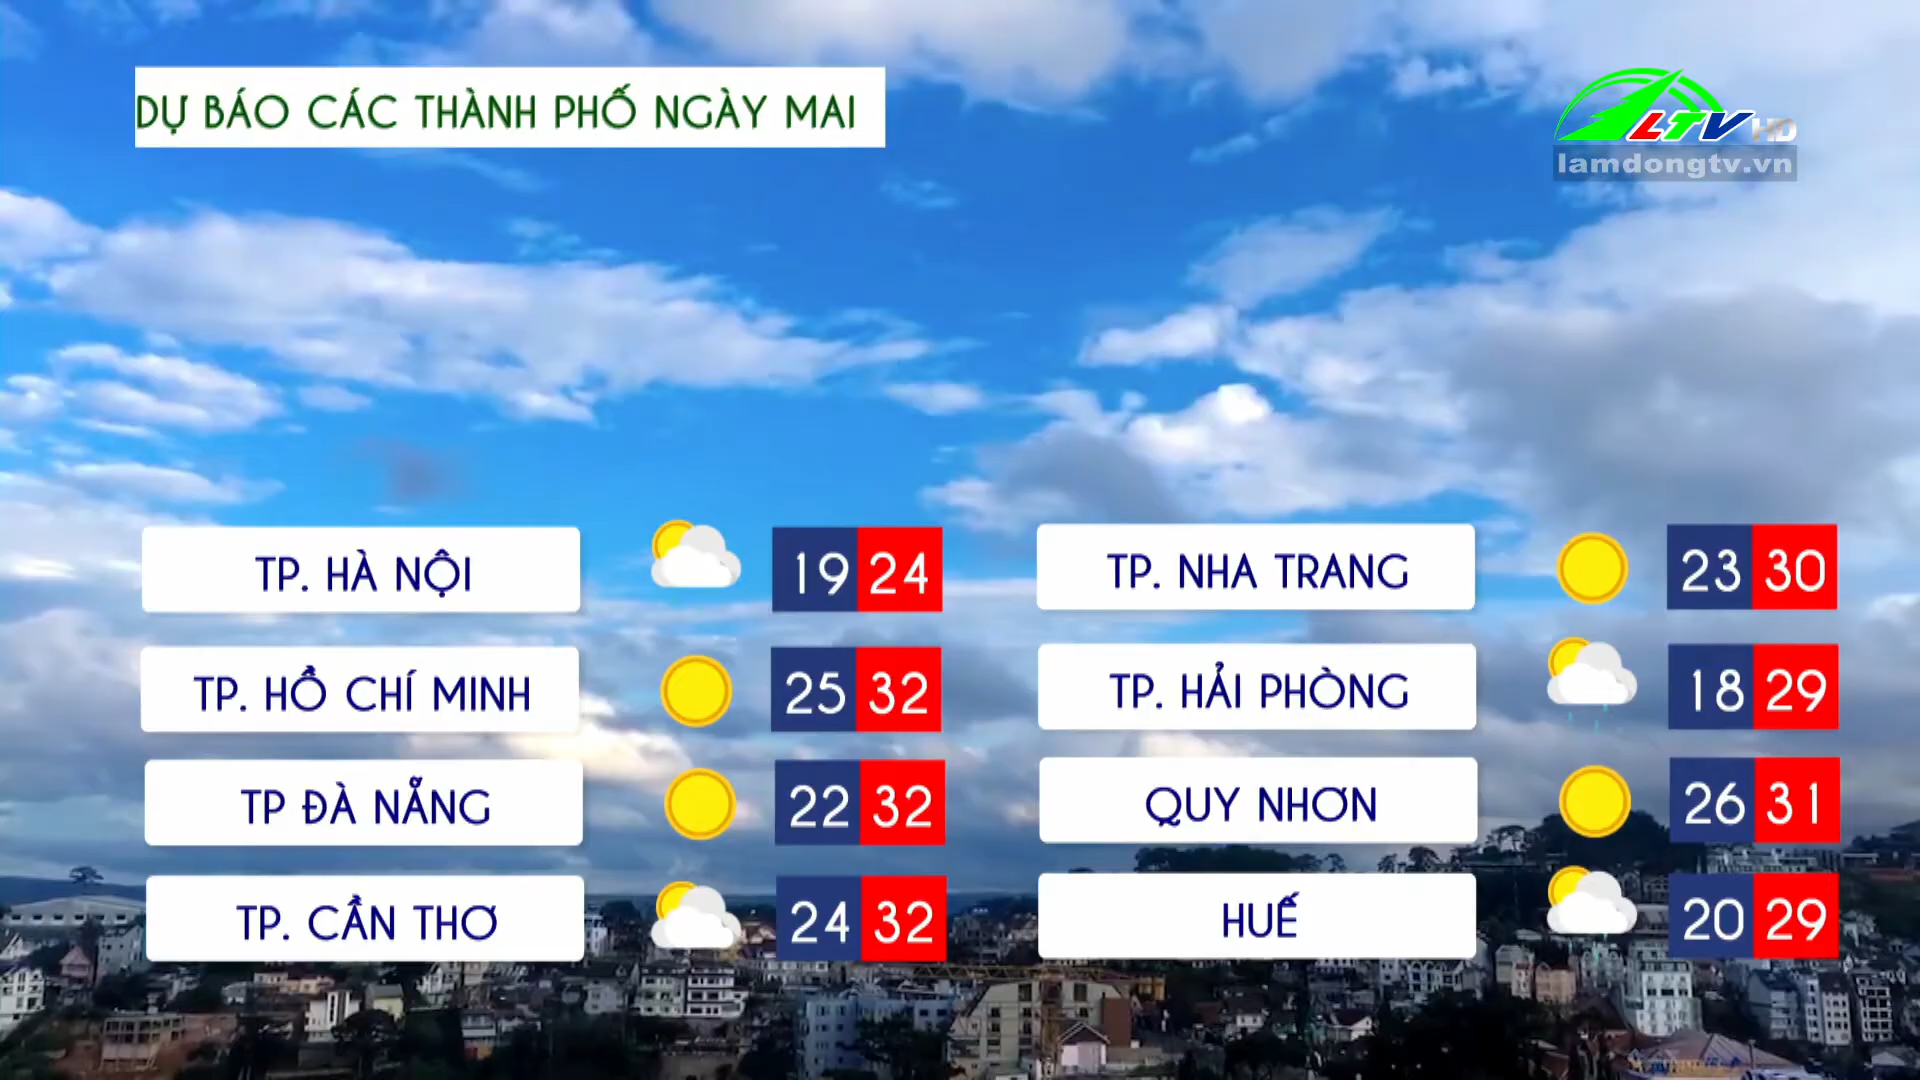 DỰ BÁO CÁC THÀNH PHỐ NGÀY MAI
LTV HD
lamdongtv.vn
TP. HÀ NỘI 19 24
TP. NHA TRANG 23 30
TP. HỒ CHÍ MINH 25 32
TP. HẢI PHÒNG 18 29
TP ĐÀ NẴNG 22 32
QUY NHƠN 26 31
TP. CẦN THƠ 24 32
HUẾ 20 29